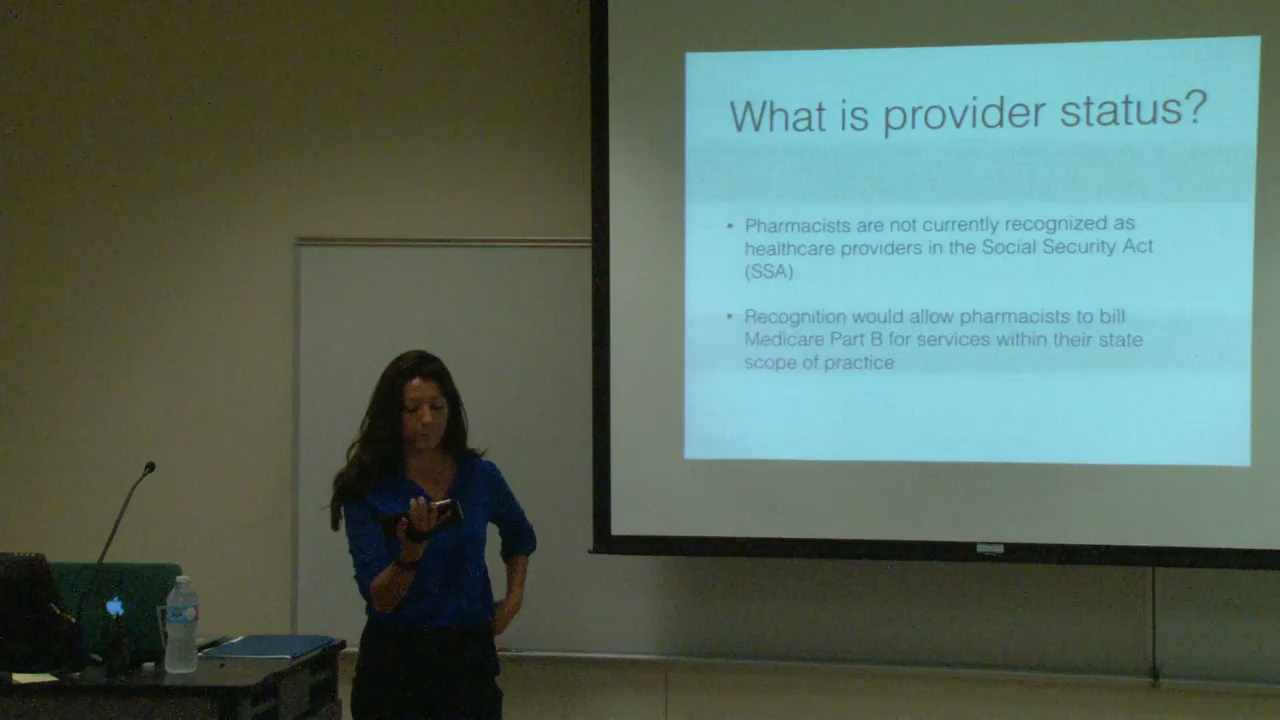 What is provider status?
• Pharmacists are not currently recognized as
healthcare providers in the Social Security Act
(SSA)
• Recognition would allow pharmacists to bill
Medicare Part B for services within their state
scope of practice